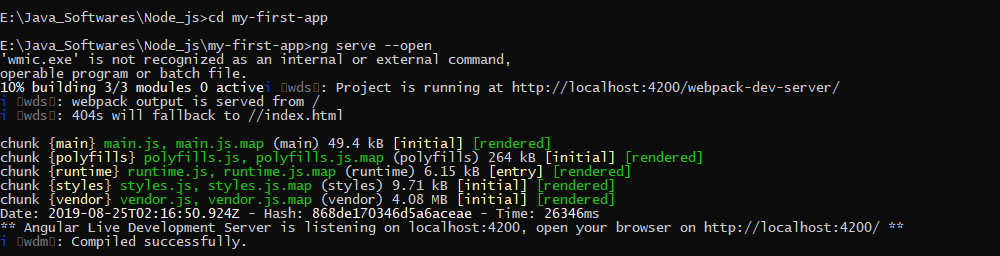 E:\Java_Softwares\Node_js>cd my-first-app
E:\Java_Softwares\Node_js\my-first-app>ng serve --open
'wmic.exe' is not recognized as an internal or external command,
operable program or batch file.
10% building 3/3 modules 0 activei 「wds」: Project is running at http://localhost:4200/webpack-dev-server/
i 「wds」: webpack output is served from /
i 「wds」: 404s will fallback to //index.html
chunk {main} main.js, main.js.map (main) 49.4 kB [initial] [rendered]
chunk {polyfills} polyfills.js, polyfills.js.map (polyfills) 264 kB [initial] [rendered]
chunk {runtime} runtime.js, runtime.js.map (runtime) 6.15 kB [entry] [rendered]
chunk {styles} styles.js, styles.js.map (styles) 9.71 kB [initial] [rendered]
chunk {vendor} vendor.js, vendor.js.map (vendor) 4.08 MB [initial] [rendered]
Date: 2019-08-25T02:16:50.924Z - Hash: 868de170346d5a6aceae - Time: 26346ms
** Angular Live Development Server is listening on localhost:4200, open your browser on http://localhost:4200/ **
i 「wdm」: Compiled successfully.